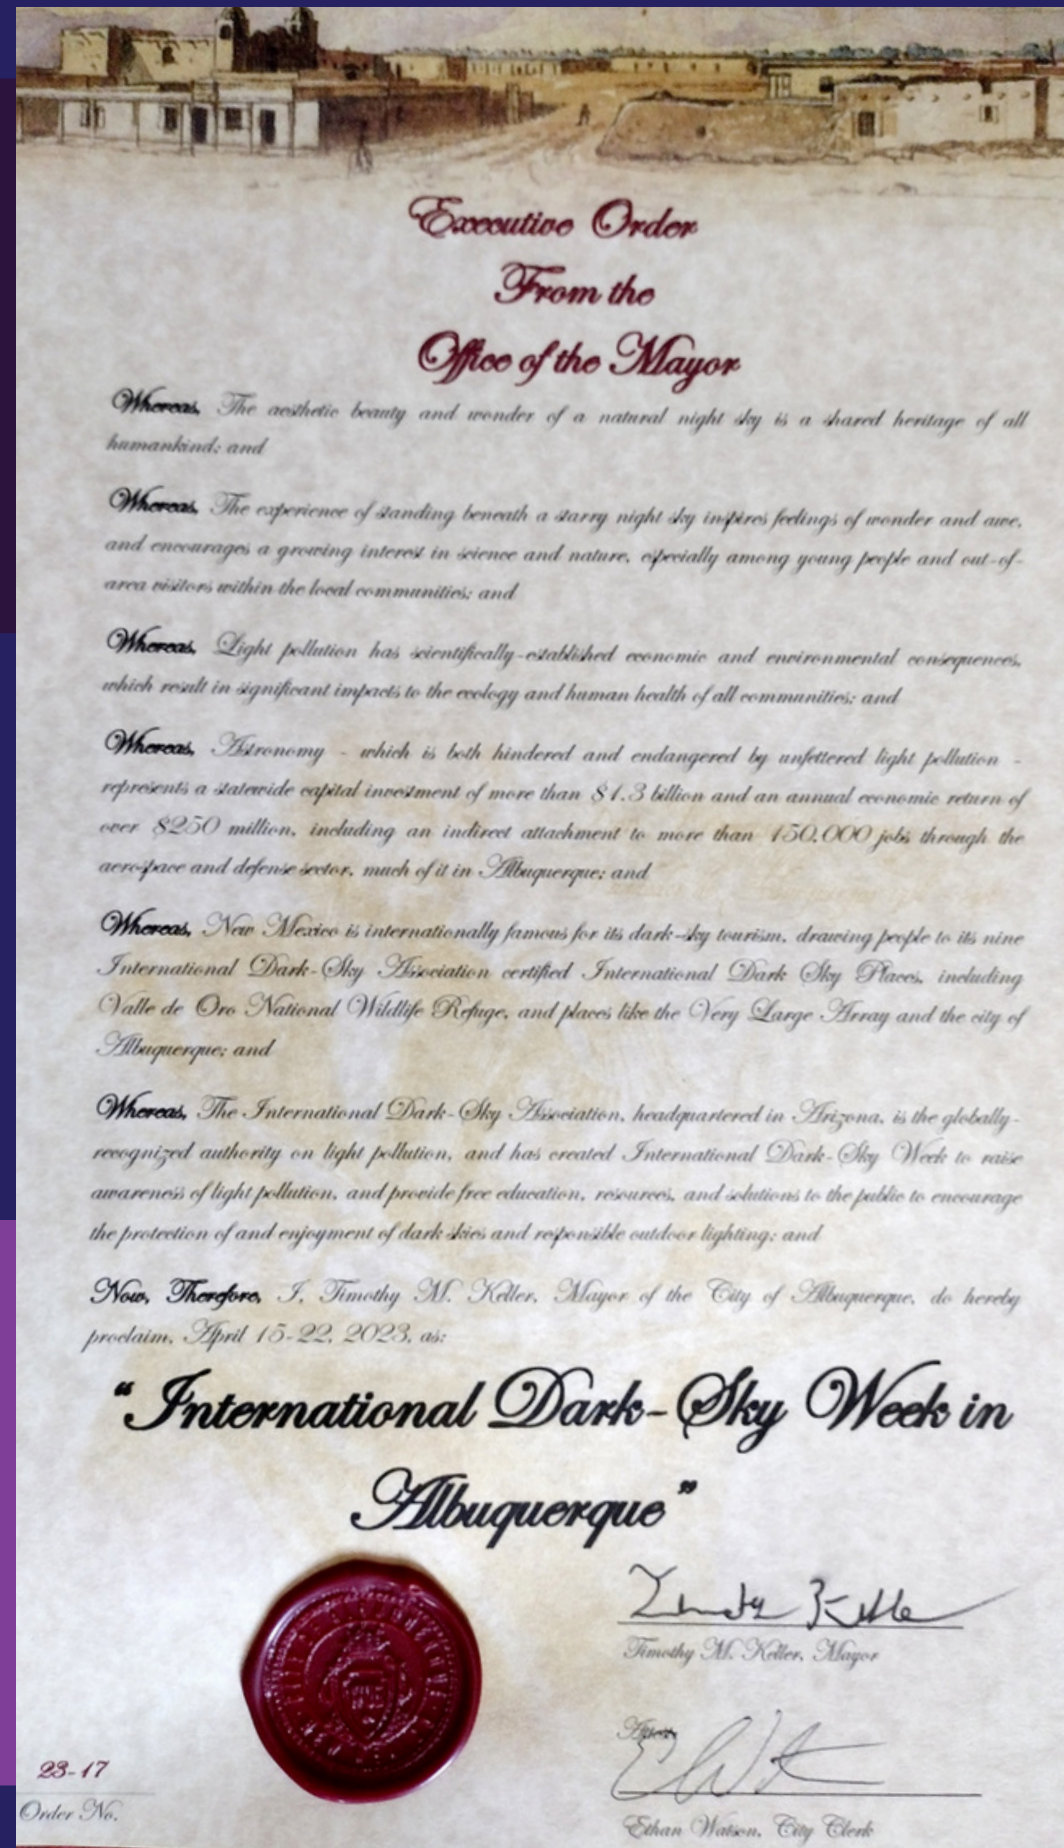 Executive Order
From the
Office of the Mayor
Whereas, The aesthetic beauty and wonder of a natural night sky is a shared heritage of all
humankind; and
Whereas, The experience of standing beneath a starry night sky inspires feelings of wonder and awe,
and encourages a growing interest in science and nature, especially among young people and out-of-
area visitors within the local communities; and
Whereas, Light pollution has scientifically-established economic and environmental consequences,
which result in significant impacts to the ecology and human health of all communities; and
Whereas, Astronomy - which is both hindered and endangered by unfettered light pollution -
represents a statewide capital investment of more than $1.3 billion and an annual economic return of
over $250 million, including an indirect attachment to more than 150,000 jobs through the
aerospace and defense sector, much of it in Albuquerque; and
Whereas, New Mexico is internationally famous for its dark-sky tourism, drawing people to its nine
International Dark-Sky Association certified International Dark Sky Places, including
Valle de Oro National Wildlife Refuge, and places like the Very Large Array and the city of
Albuquerque; and
Whereas, The International Dark-Sky Association, headquartered in Arizona, is the globally-
recognized authority on light pollution, and has created International Dark-Sky Week to raise
awareness of light pollution, and provide free education, resources, and solutions to the public to encourage
the protection of and enjoyment of dark skies and responsible outdoor lighting; and
Now, Therefore, I, Timothy M. Keller, Mayor of the City of Albuquerque, do hereby
proclaim, April 15-22, 2023, as:
"International Dark-Sky Week in
Albuquerque"
Timothy M. Keller, Mayor
Attest:
Ethan Watson, City Clerk
23-17
Order No.